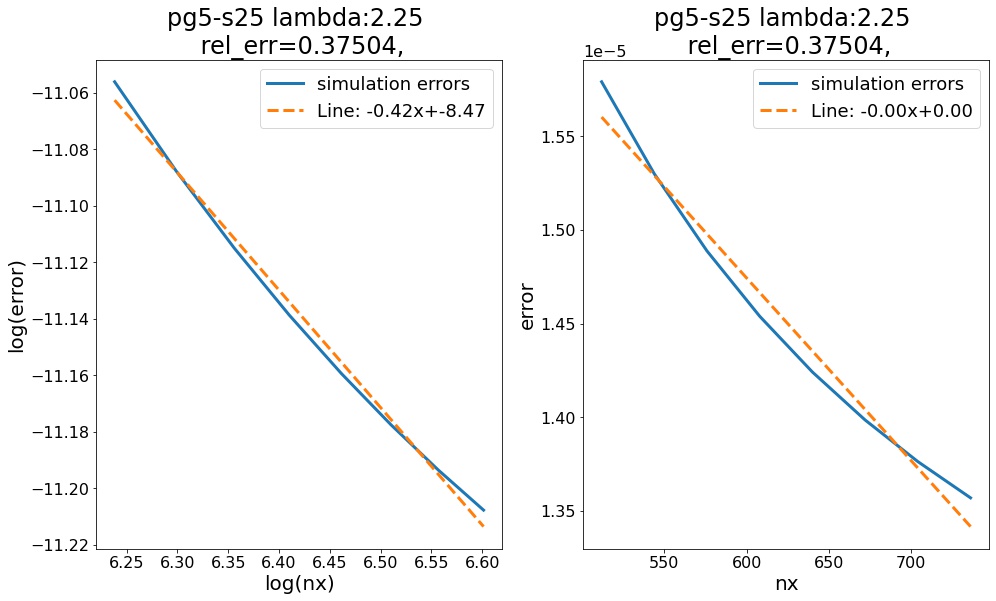 pg5-s25 lambda:2.25
rel_err=0.37504,
simulation errors
Line: -0.42x+-8.47
−11.06
−11.08
−11.10
−11.12
−11.14
−11.16
−11.18
−11.20
−11.22
log(error)
6.25 6.30 6.35 6.40 6.45 6.50 6.55 6.60
log(nx)
pg5-s25 lambda:2.25
rel_err=0.37504,
1e−5
simulation errors
Line: -0.00x+0.00
1.55
1.50
1.45
1.40
1.35
error
550 600 650 700
nx